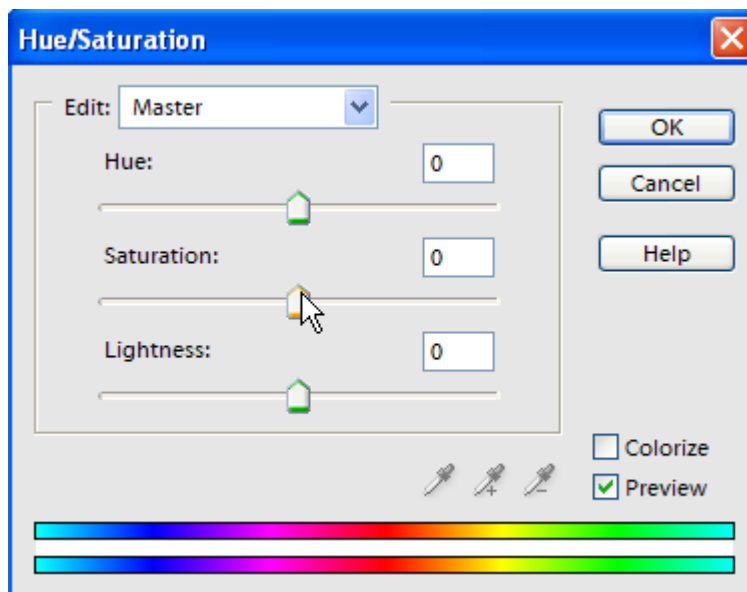 Hue/Saturation
Edit: Master
OK
Hue: 0
Cancel
Saturation: 0
Help
Lightness: 0
Colorize
Preview